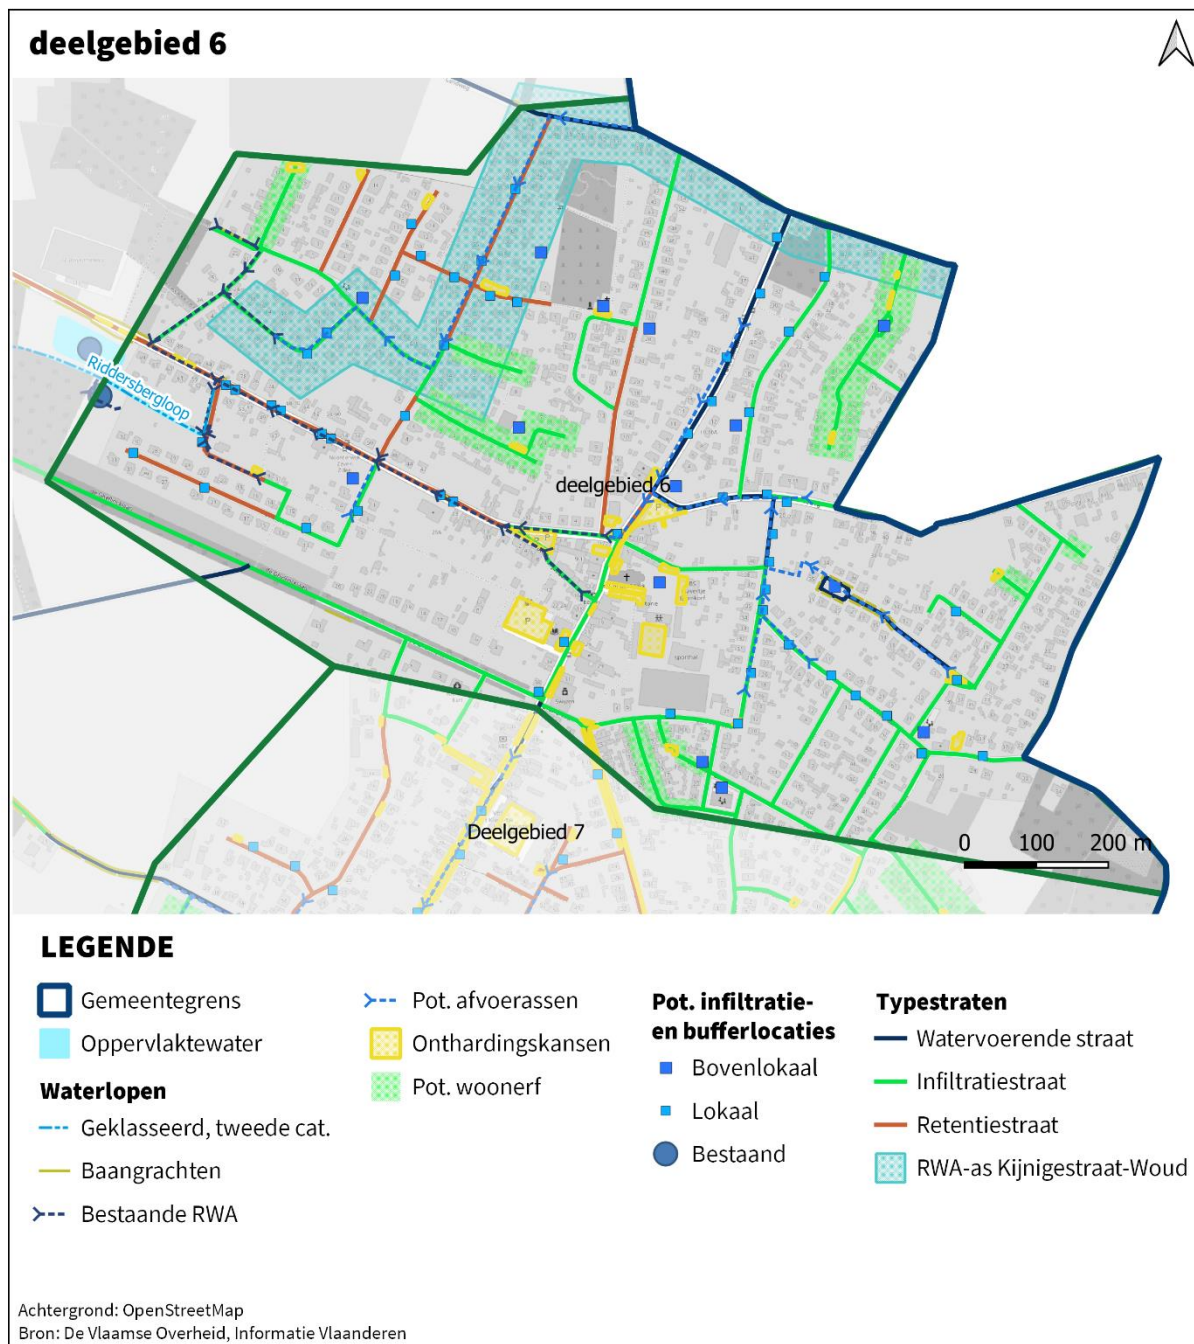 deelgebied 6
Riddersbergloop
deelgebied 6
sporthal
Deelgebied 7
0 100 200 m
LEGENDE
Gemeentegrens
Oppervlaktewater
Waterlopen
Geklasseerd, tweede cat.
Baangrachten
Bestaande RWA
Pot. afvoerassen
Onthardingskansen
Pot. woonerf
Pot. infiltratie-
en bufferlocaties
Bovenlokaal
Lokaal
Bestaand
Typestraten
Watervoerende straat
Infiltratiestraat
Retentiestraat
RWA-as Kijnigestraat-Woud
Achtergrond: OpenStreetMap
Bron: De Vlaamse Overheid, Informatie Vlaanderen